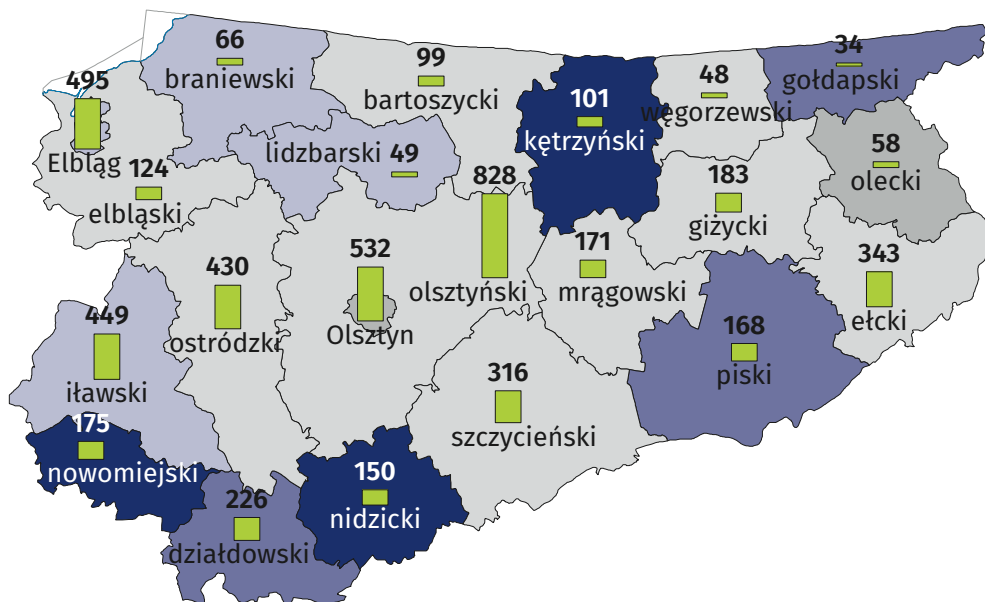 66
braniewski
99
bartoszycki
34
gołdapski
48
węgorzewski
495
Elbląg
101
kętrzyński
lidzbarski
49
58
olecki
124
elbląski
828
olsztyński
183
giżycki
532
Olsztyn
171
mrągowski
343
ełcki
430
ostródzki
449
iławski
168
piski
316
szczycieński
175
nowomiejski
150
nidzicki
226
działdowski